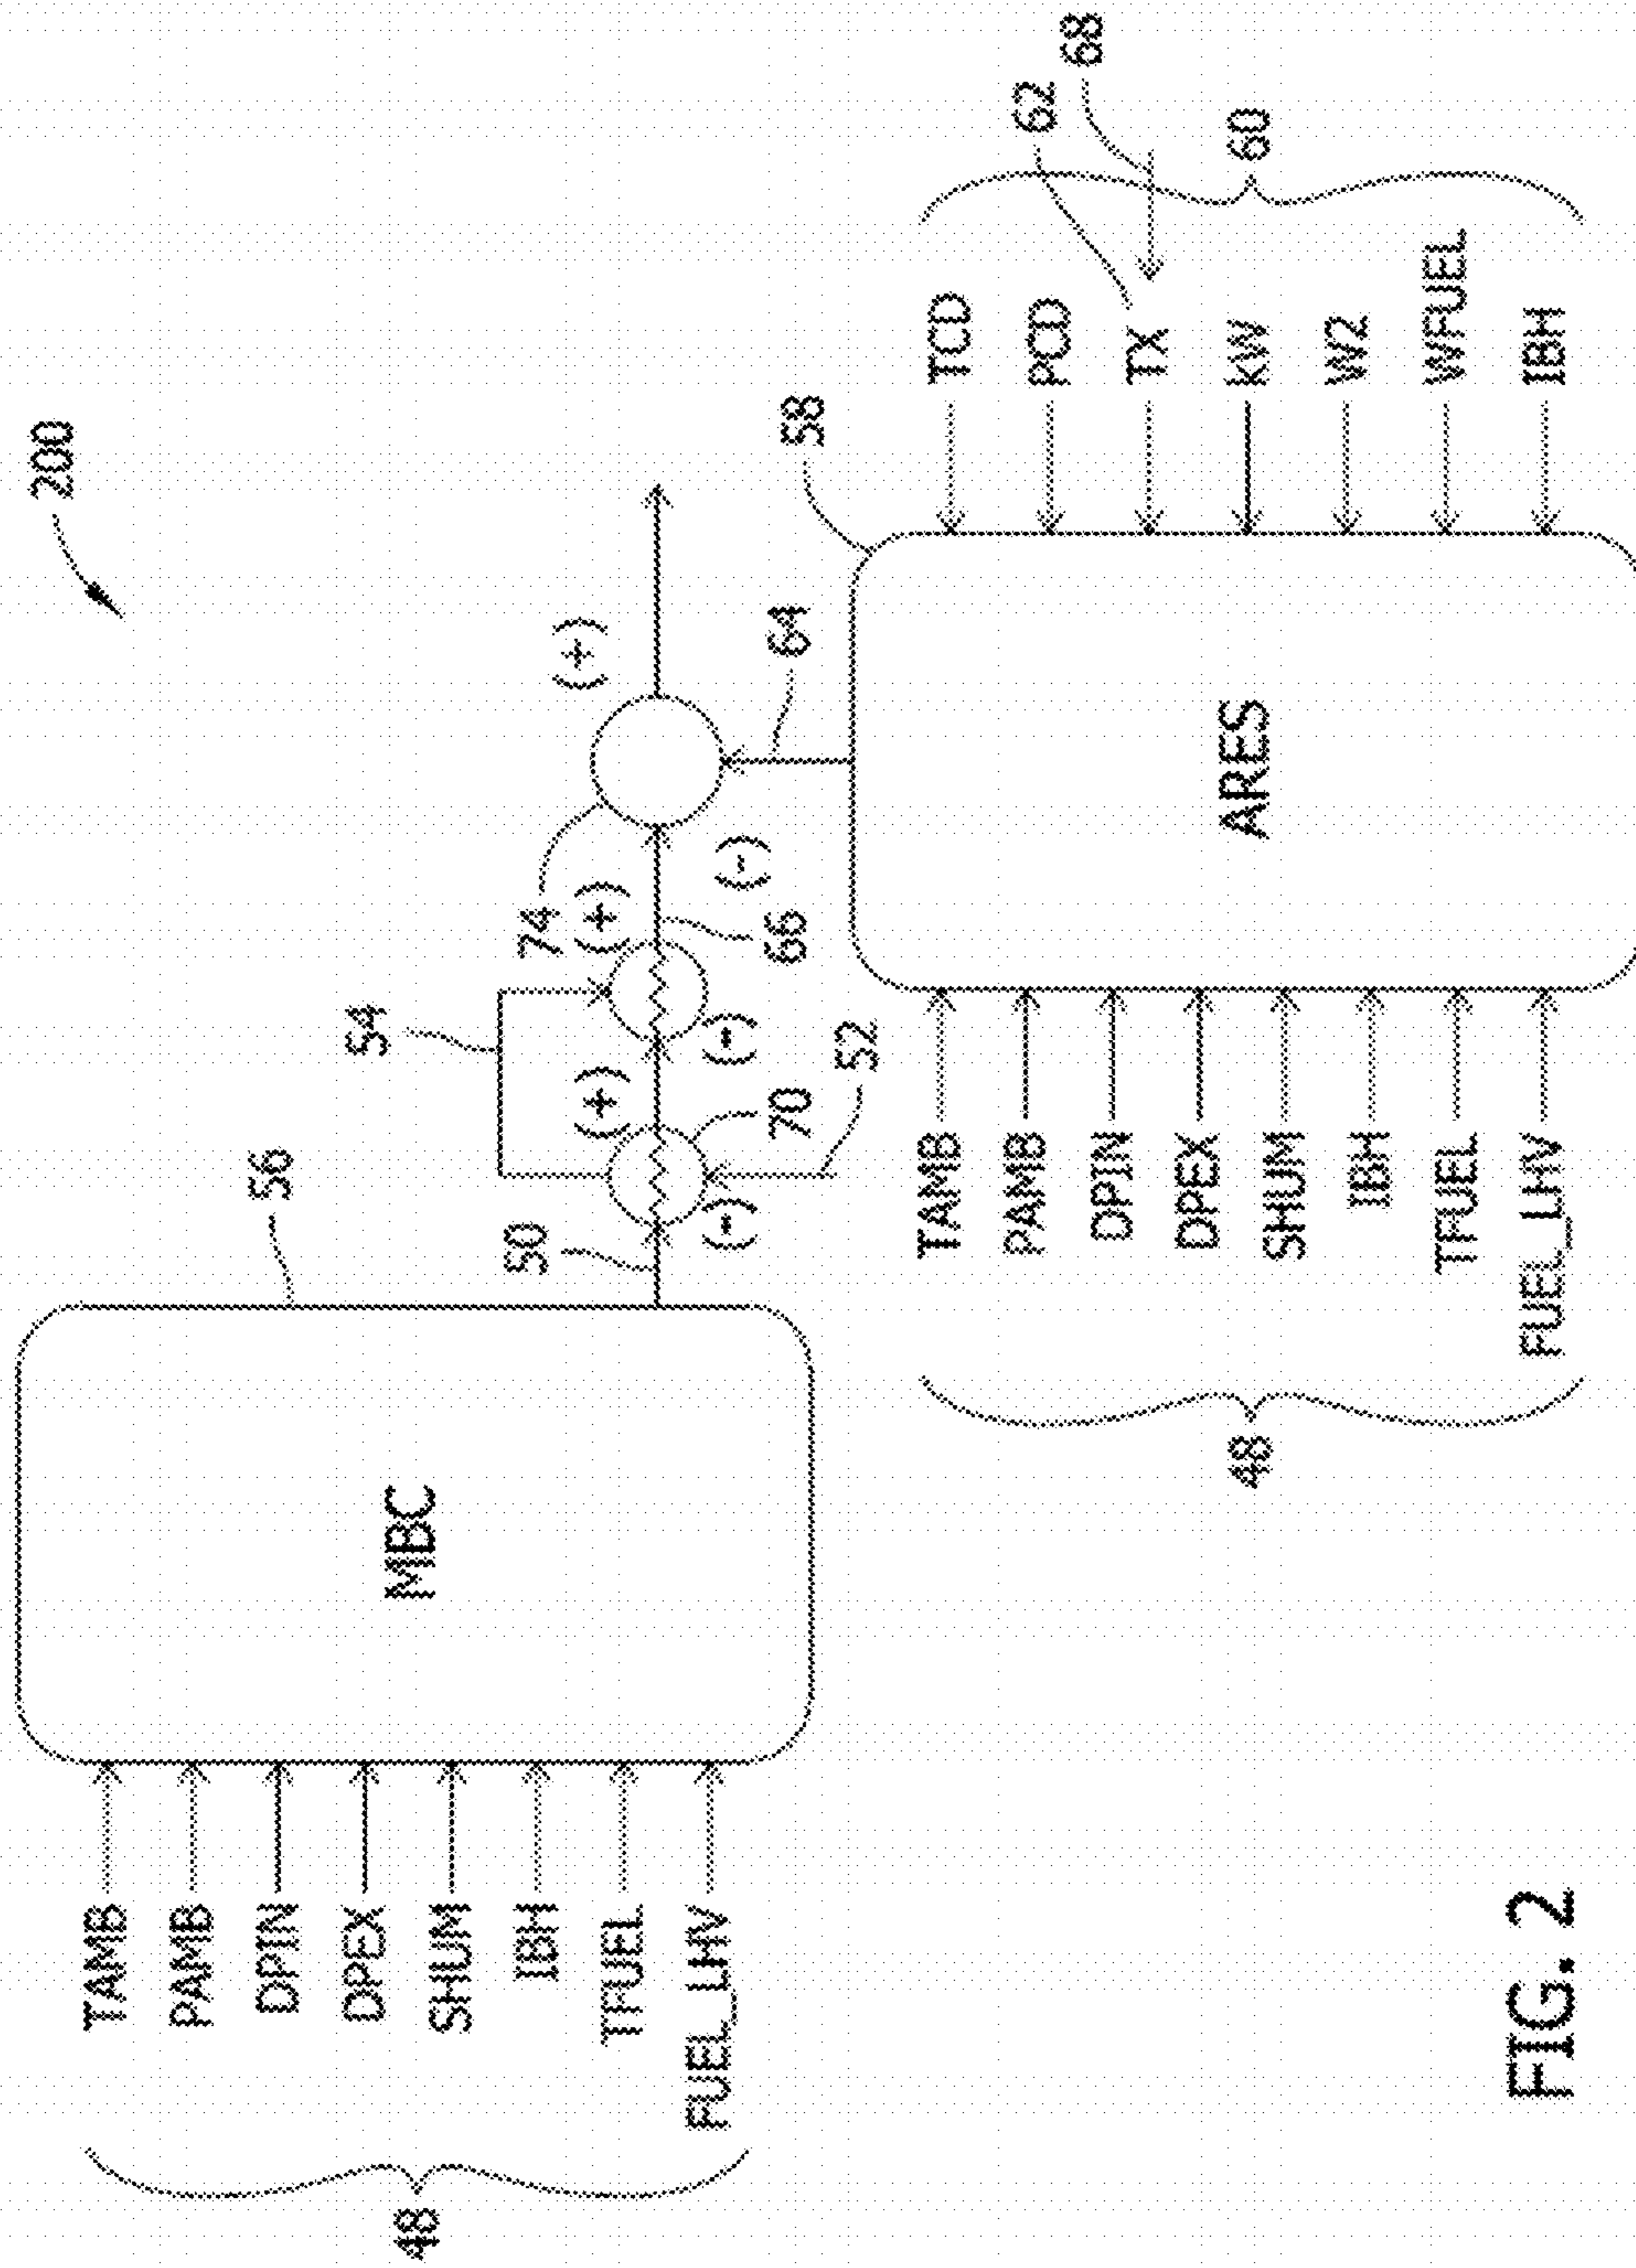 200
TAMB
PAMB
DPIN
DPEX
SHUM
IBH
TFUEL
FUEL_LHV
48
MBC
56
50
(-)
70
52
(+)
54
(-)
(+)
74
66
(-)
(+)
64
58
TAMB
PAMB
DPIN
DPEX
SHUM
IBH
TFUEL
FUEL_LHV
48
ARES
TCD
PCD
TX
KW
W2
WFUEL
IBH
62
68
60
FIG. 2